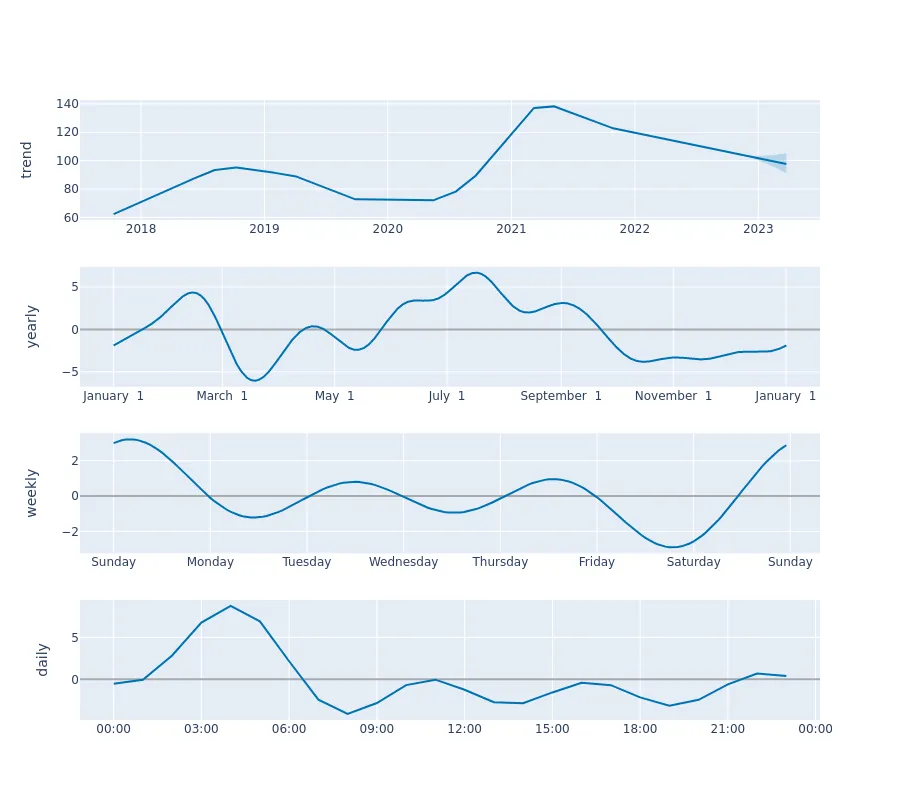 trend
140
120
100
80
60
2018 2019 2020 2021 2022 2023
yearly
5
0
−5
January 1 March 1 May 1 July 1 September 1 November 1 January 1
weekly
2
0
−2
Sunday Monday Tuesday Wednesday Thursday Friday Saturday Sunday
daily
5
0
00:00 03:00 06:00 09:00 12:00 15:00 18:00 21:00 00:00